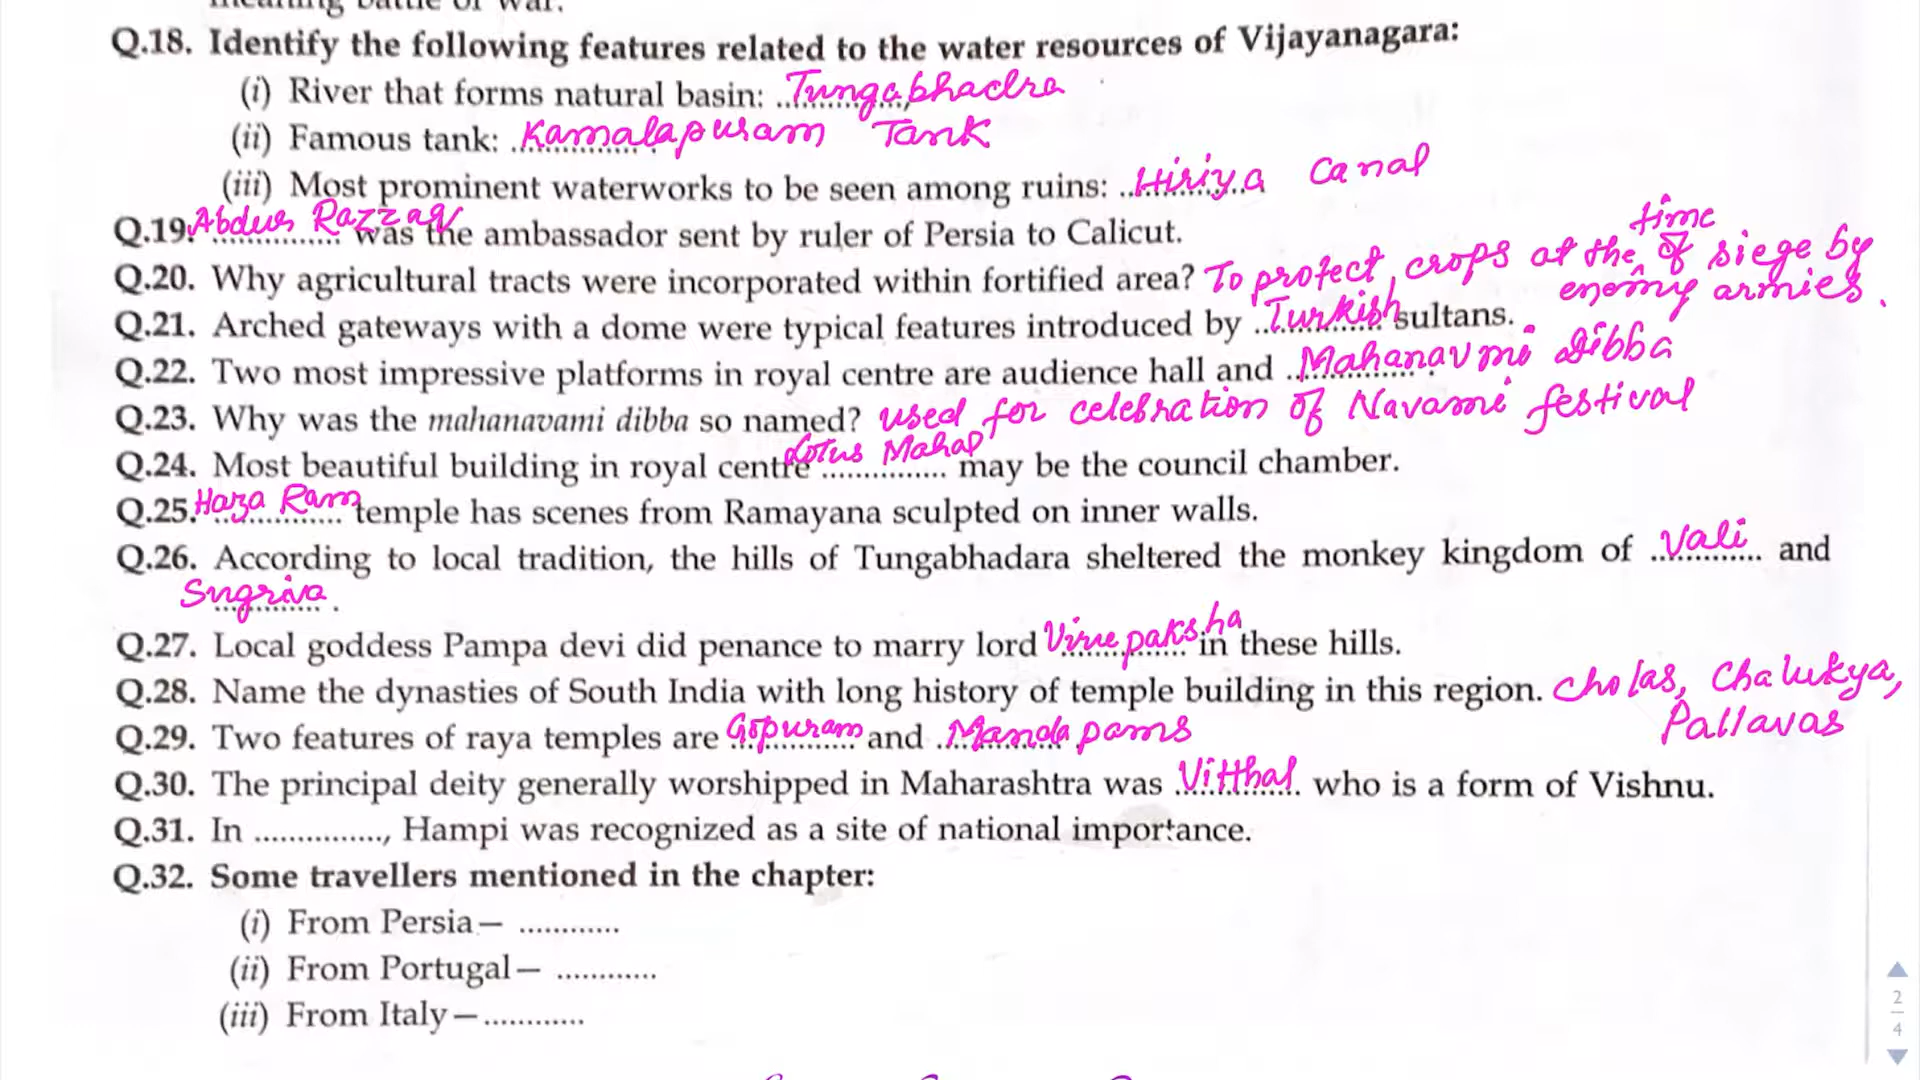 meaning battle or war.
Q.18. Identify the following features related to the water resources of Vijayanagara:
(i) River that forms natural basin: ............ Tungabhadra
(ii) Famous tank: ............ Kamalapuram Tank
(iii) Most prominent waterworks to be seen among ruins: ............ Hiriya Canal
Q.19. Abdur Razzaq ............ was the ambassador sent by ruler of Persia to Calicut.
Q.20. Why agricultural tracts were incorporated within fortified area? To protect crops at the time of siege by
enemy armies.
Q.21. Arched gateways with a dome were typical features introduced by ............ Turkish sultans.
Q.22. Two most impressive platforms in royal centre are audience hall and ............ Mahanavmi Dibba
Q.23. Why was the mahanavami dibba so named? used for celebration of Navami festival
Q.24. Most beautiful building in royal centre Lotus Mahal ............ may be the council chamber.
Q.25. Haza Ram ............ temple has scenes from Ramayana sculpted on inner walls.
Q.26. According to local tradition, the hills of Tungabhadara sheltered the monkey kingdom of ............ Vali and
Sugriva ............ .
Q.27. Local goddess Pampa devi did penance to marry lord Virupaksha ............ in these hills.
Q.28. Name the dynasties of South India with long history of temple building in this region. Cholas, Chalukya,
Pallavas
Q.29. Two features of raya temples are Gopuram ............ and ............ Mandapams
Q.30. The principal deity generally worshipped in Maharashtra was Vitthal ............ who is a form of Vishnu.
Q.31. In ..............., Hampi was recognized as a site of national importance.
Q.32. Some travellers mentioned in the chapter:
(i) From Persia— ............
(ii) From Portugal— ............
(iii) From Italy— ............
2
4